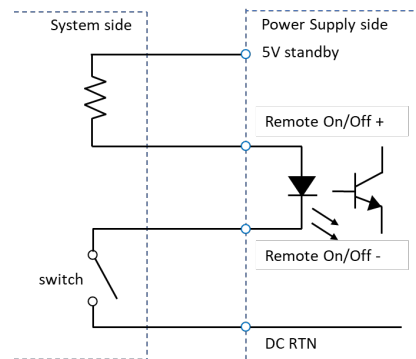 System side
Power Supply side
5V standby
Remote On/Off +
Remote On/Off -
switch
DC RTN